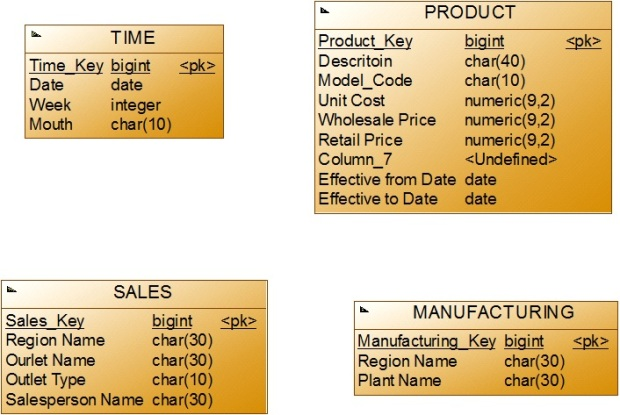 TIME
Time_Key bigint <pk>
Date date
Week integer
Mouth char(10)
PRODUCT
Product_Key bigint <pk>
Descritoin char(40)
Model_Code char(10)
Unit Cost numeric(9,2)
Wholesale Price numeric(9,2)
Retail Price numeric(9,2)
Column_7 <Undefined>
Effective from Date date
Effective to Date date
SALES
Sales_Key bigint <pk>
Region Name char(30)
Ourlet Name char(30)
Outlet Type char(10)
Salesperson Name char(30)
MANUFACTURING
Manufacturing_Key bigint <pk>
Region Name char(30)
Plant Name char(30)